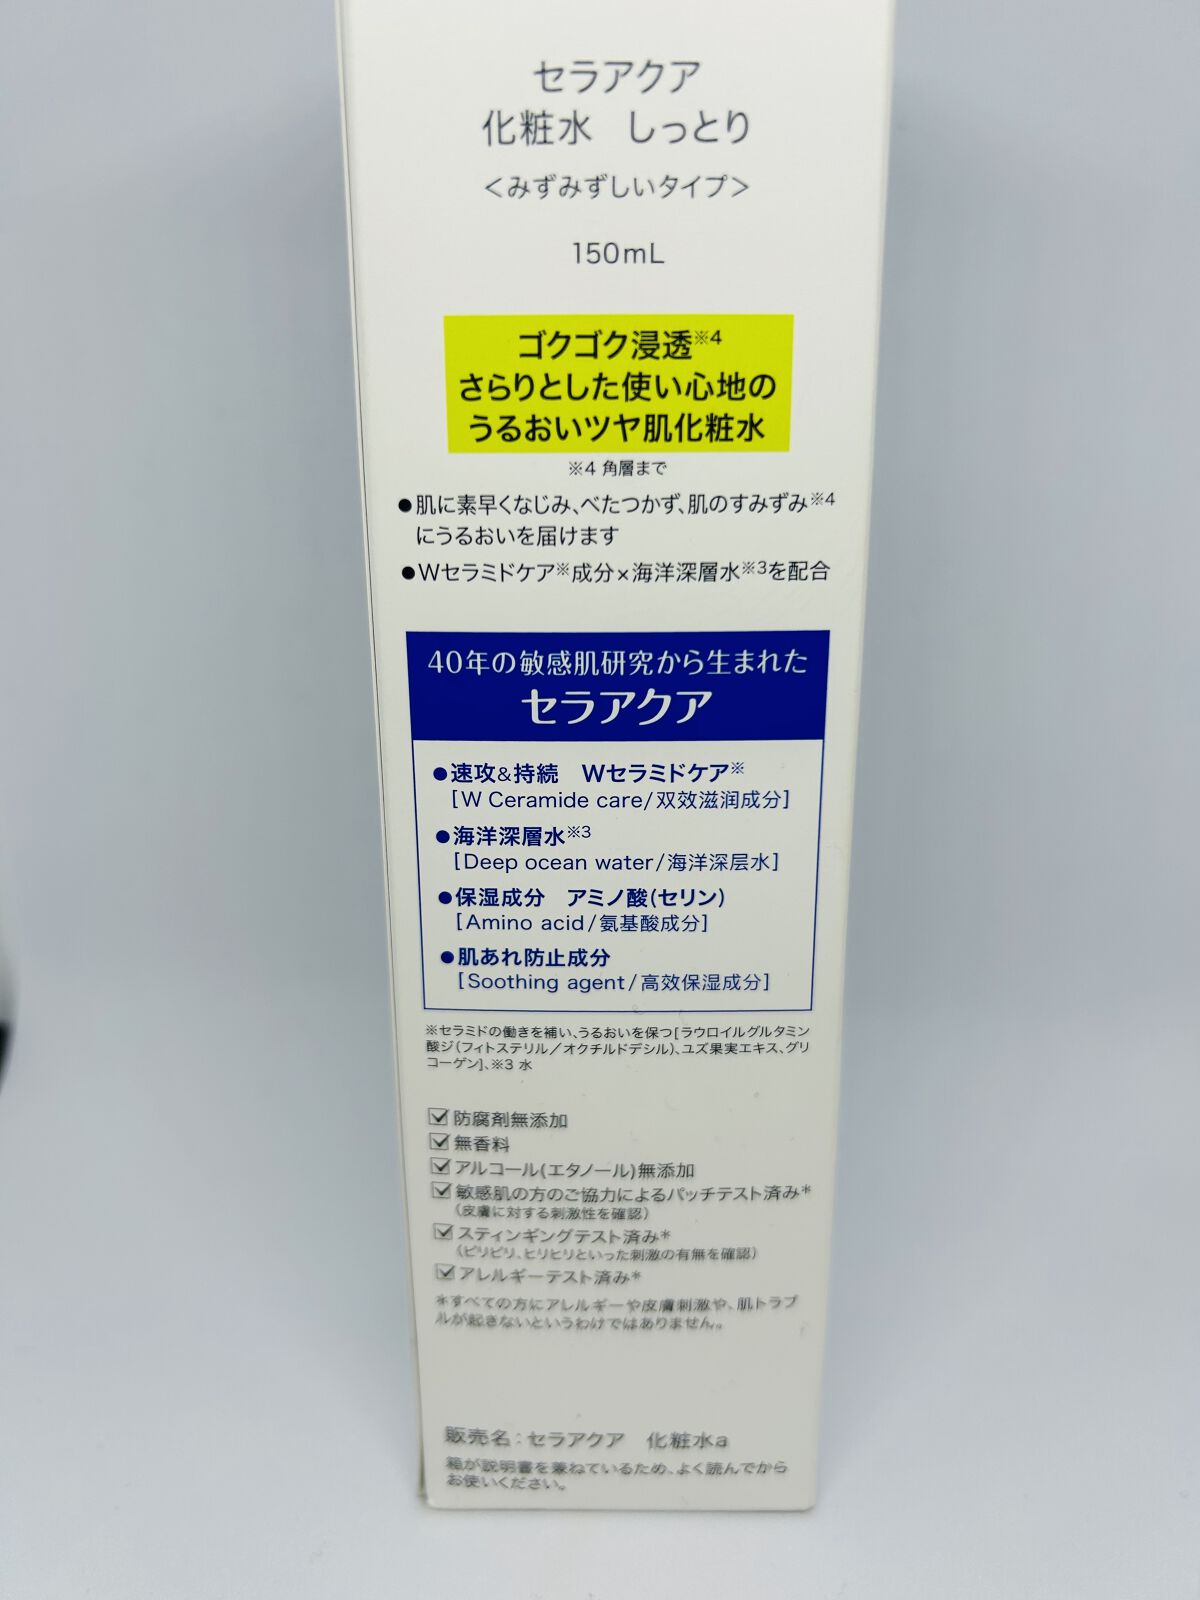 セラアクア
化粧水 しっとり
＜みずみずしいタイプ＞
150mL
ゴクゴク浸透※4
さらりとした使い心地の
うるおいツヤ肌化粧水
※4 角層まで
●肌に素早くなじみ、べたつかず、肌のすみずみ※4
にうるおいを届けます
●Wセラミドケア※成分×海洋深層水※3を配合
40年の敏感肌研究から生まれた
セラアクア
●速攻&持続 Wセラミドケア※
[W Ceramide care/双效滋润成分]
●海洋深層水※3
[Deep ocean water/海洋深层水]
●保湿成分 アミノ酸(セリン)
[Amino acid/氨基酸成分]
●肌あれ防止成分
[Soothing agent/高效保湿成分]
※セラミドの働きを補い、うるおいを保つ[ラウロイルグルタミン
酸ジ(フィトステリル／オクチルドデシル)、ユズ果実エキス、グリ
コーゲン]、※3 水
☑防腐剤無添加
☑無香料
☑アルコール(エタノール)無添加
☑敏感肌の方のご協力によるパッチテスト済み*
(皮膚に対する刺激性を確認)
☑スティンギングテスト済み*
(ピリピリ、ヒリヒリといった刺激の有無を確認)
☑アレルギーテスト済み*
*すべての方にアレルギーや皮膚刺激や、肌トラブ
ルが起きないというわけではありません。
販売名：セラアクア 化粧水a
箱が説明書を兼ねているため、よく読んでから
お使いください。